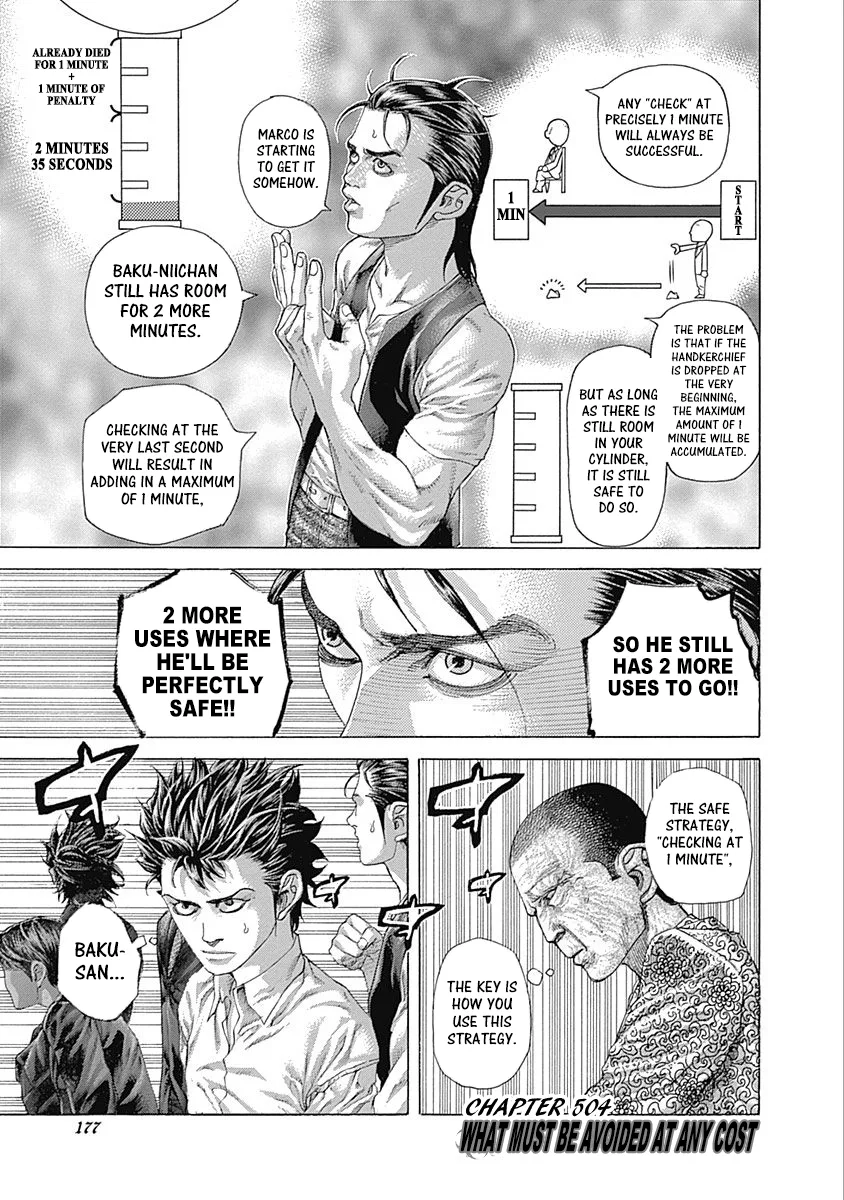 ANY "CHECK" AT
PRECISELY 1 MINUTE
WILL ALWAYS BE
SUCCESSFUL.
START
1
MIN
THE PROBLEM
IS THAT IF THE
HANDKERCHIEF
IS DROPPED AT
THE VERY
BEGINNING,
THE MAXIMUM
AMOUNT OF 1
MINUTE WILL BE
ACCUMULATED.
BUT AS LONG
AS THERE IS
STILL ROOM
IN YOUR
CYLINDER,
IT IS STILL
SAFE TO
DO SO.
MARCO IS
STARTING
TO GET IT
SOMEHOW.
ALREADY DIED
FOR 1 MINUTE
+
1 MINUTE OF
PENALTY
2 MINUTES
35 SECONDS
BAKU-NIICHAN
STILL HAS ROOM
FOR 2 MORE
MINUTES.
CHECKING AT THE
VERY LAST SECOND
WILL RESULT IN
ADDING IN A MAXIMUM
OF 1 MINUTE,
SO HE STILL
HAS 2 MORE
USES TO GO!!
2 MORE
USES WHERE
HE'LL BE
PERFECTLY
SAFE!!
THE SAFE
STRATEGY,
"CHECKING AT
1 MINUTE",
THE KEY IS
HOW YOU
USE THIS
STRATEGY.
BAKU-
SAN...
CHAPTER 504
WHAT MUST BE AVOIDED AT ANY COST
177